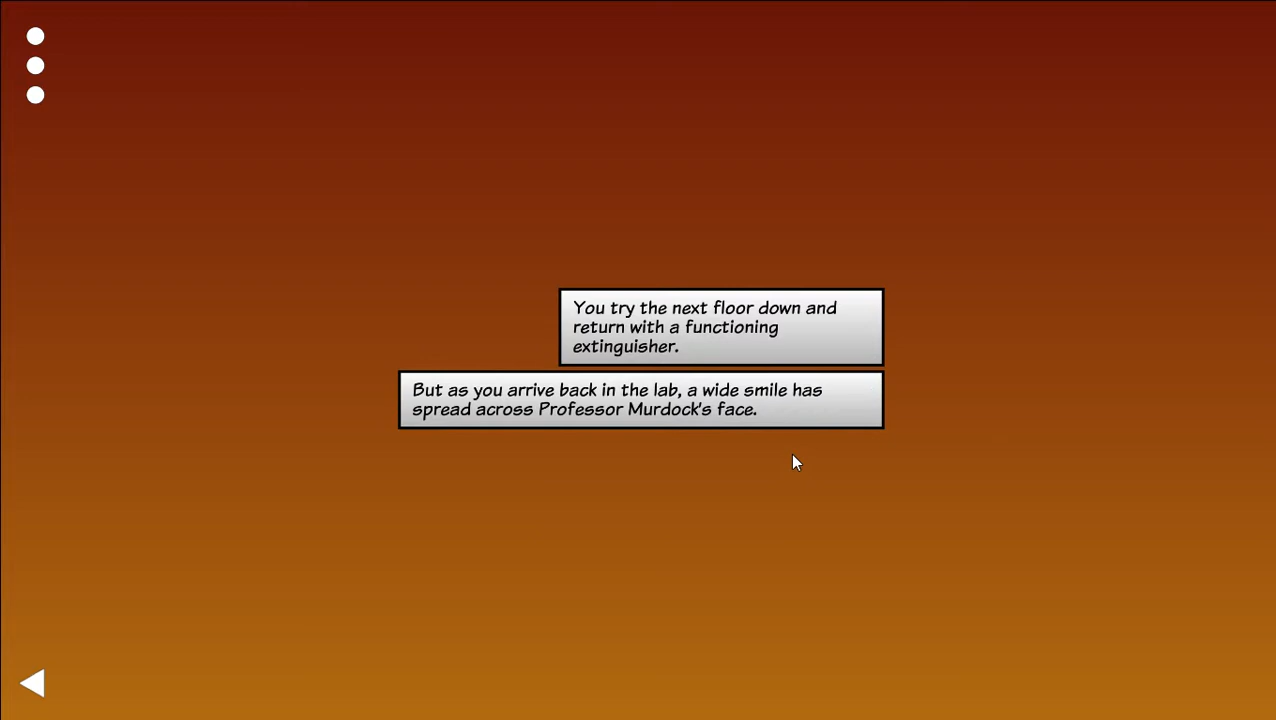 You try the next floor down and
return with a functioning
extinguisher.
But as you arrive back in the lab, a wide smile has
spread across Professor Murdock's face.